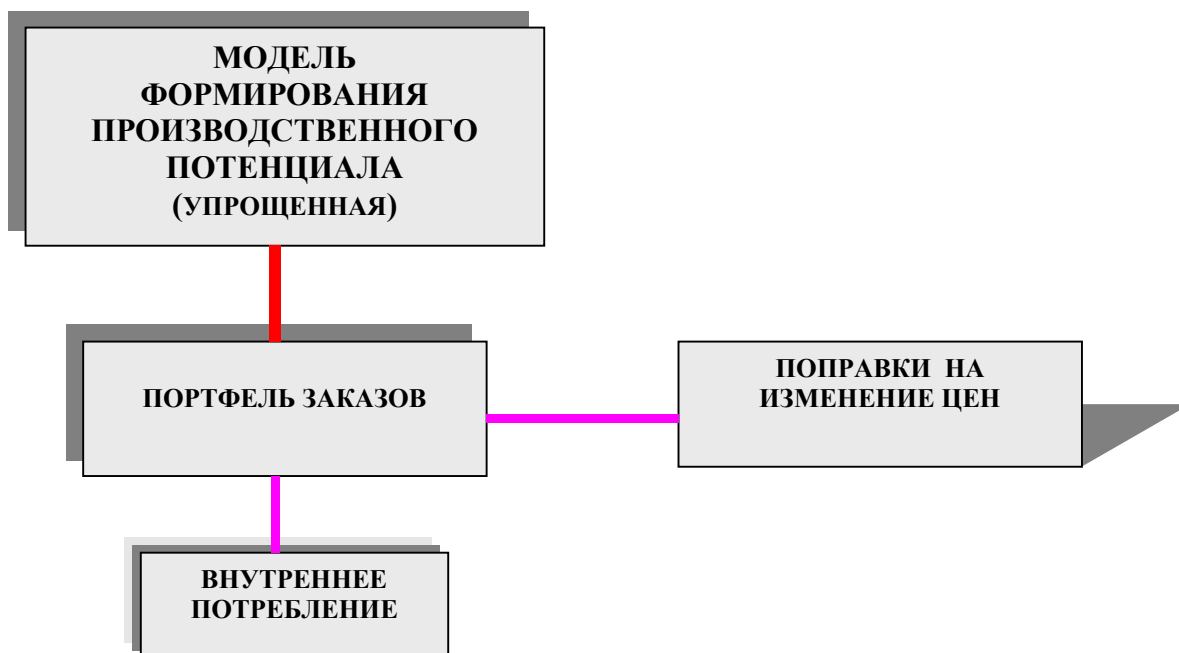 МОДЕЛЬ
ФОРМИРОВАНИЯ
ПРОИЗВОДСТВЕННОГО
ПОТЕНЦИАЛА
(УПРОЩЕННАЯ)
ПОРТФЕЛЬ ЗАКАЗОВ
ПОПРАВКИ НА
ИЗМЕНЕНИЕ ЦЕН
ВНУТРЕННЕЕ
ПОТРЕБЛЕНИЕ